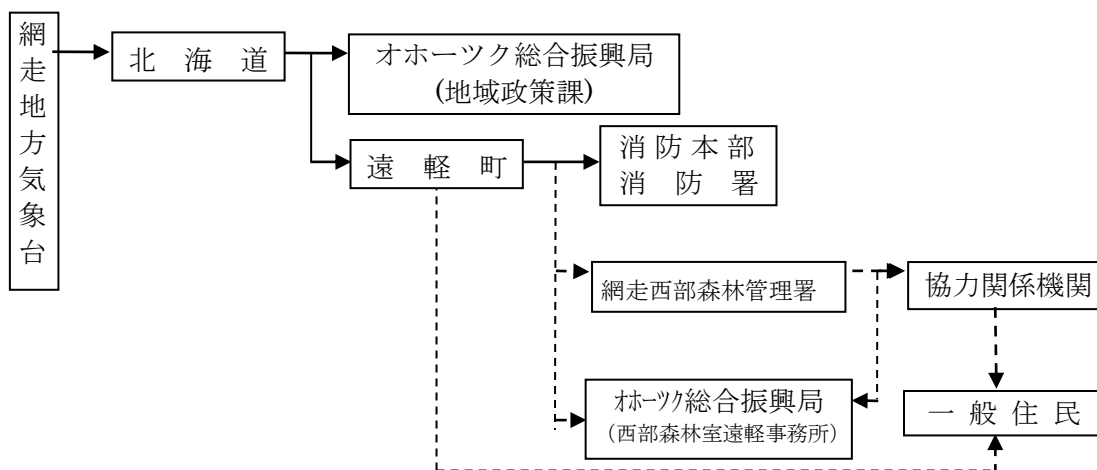 網走地方気象台
北海道
オホーツク総合振興局
(地域政策課)
遠軽町
消防本部
消防署
網走西部森林管理署
協力関係機関
ｵﾎｰﾂｸ総合振興局
（西部森林室遠軽事務所）
一般住民